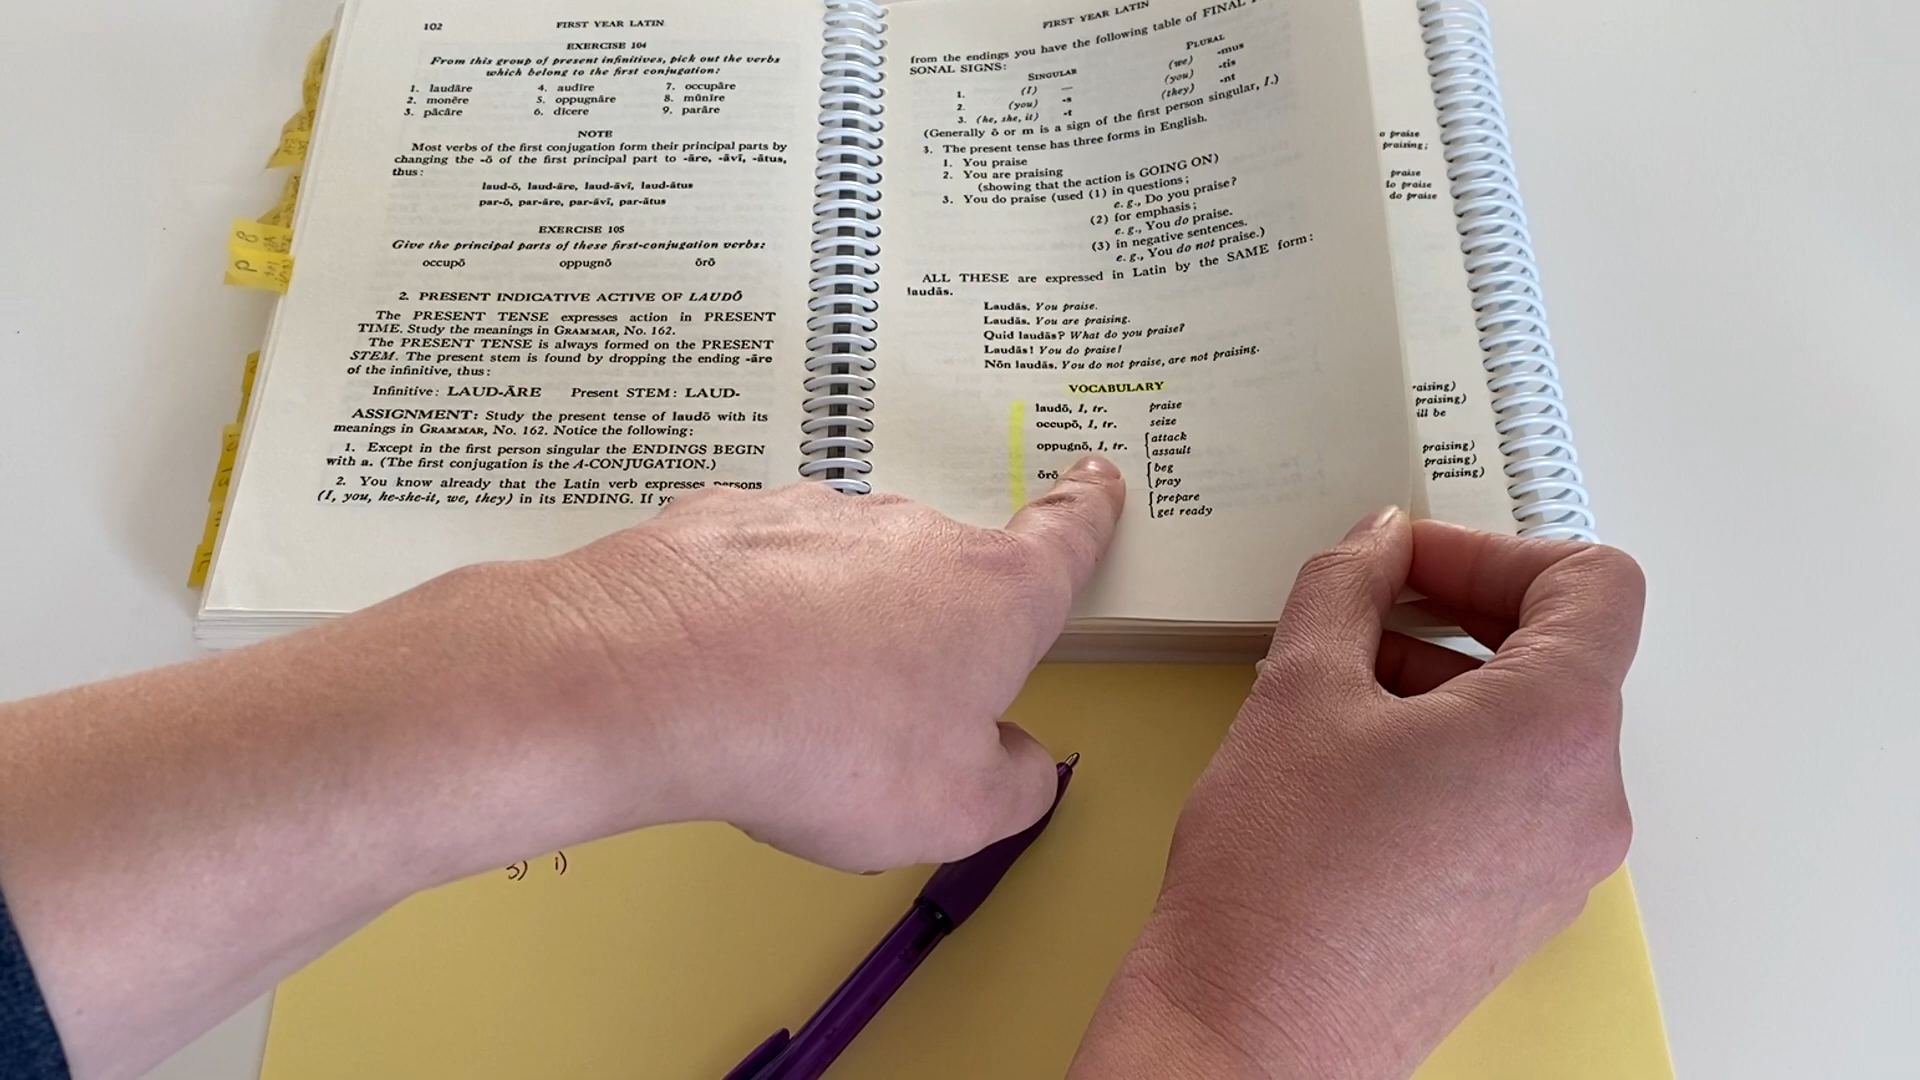 102 FIRST YEAR LATIN
EXERCISE 104
From this group of present infinitives, pick out the verbs
which belong to the first conjugation:
1. laudāre 4. audīre 7. occupāre
2. monēre 5. oppugnāre 8. mūnīre
3. pācāre 6. dīcere 9. parāre
NOTE
Most verbs of the first conjugation form their principal parts by
changing the -ō of the first principal part to -āre, -āvī, -ātus,
thus:
laud-ō, laud-āre, laud-āvī, laud-ātus
par-ō, par-āre, par-āvī, par-ātus
EXERCISE 105
Give the principal parts of these first-conjugation verbs:
occupō oppugnō ōrō
2. PRESENT INDICATIVE ACTIVE OF LAUDŌ
The PRESENT TENSE expresses action in PRESENT
TIME. Study the meanings in GRAMMAR, No. 162.
The PRESENT TENSE is always formed on the PRESENT
STEM. The present stem is found by dropping the ending -āre
of the infinitive, thus:
Infinitive: LAUD-ĀRE Present STEM: LAUD-
ASSIGNMENT: Study the present tense of laudō with its
meanings in GRAMMAR, No. 162. Notice the following:
1. Except in the first person singular the ENDINGS BEGIN
with a. (The first conjugation is the A-CONJUGATION.)
2. You know already that the Latin verb expresses persons
(I, you, he-she-it, we, they) in its ENDING. If
FIRST YEAR LATIN
from the endings you have the following table of FINAL
SONAL SIGNS:
SINGULAR PLURAL
1. (I) — (we) -mus
2. (you) -s (you) -tis
3. (he, she, it) -t (they) -nt
(Generally ō or m is a sign of the first person singular, I.)
3. The present tense has three forms in English.
1. You praise
2. You are praising
(showing that the action is GOING ON)
3. You do praise (used (1) in questions;
e. g., Do you praise?
(2) for emphasis;
e. g., You do praise.
(3) in negative sentences.
e. g., You do not praise.)
ALL THESE are expressed in Latin by the SAME form:
laudās.
Laudās. You praise.
Laudās. You are praising.
Quid laudās? What do you praise?
Laudās! You do praise!
Nōn laudās. You do not praise, are not praising.
VOCABULARY
laudō, 1, tr. praise
occupō, 1, tr. seize
oppugnō, 1, tr. attack
assault
ōrō beg
pray
prepare
get ready
o praise
praising;
praise
to praise
do praise
raising)
praising)
ill be
praising)
praising)
praising)
3) i)